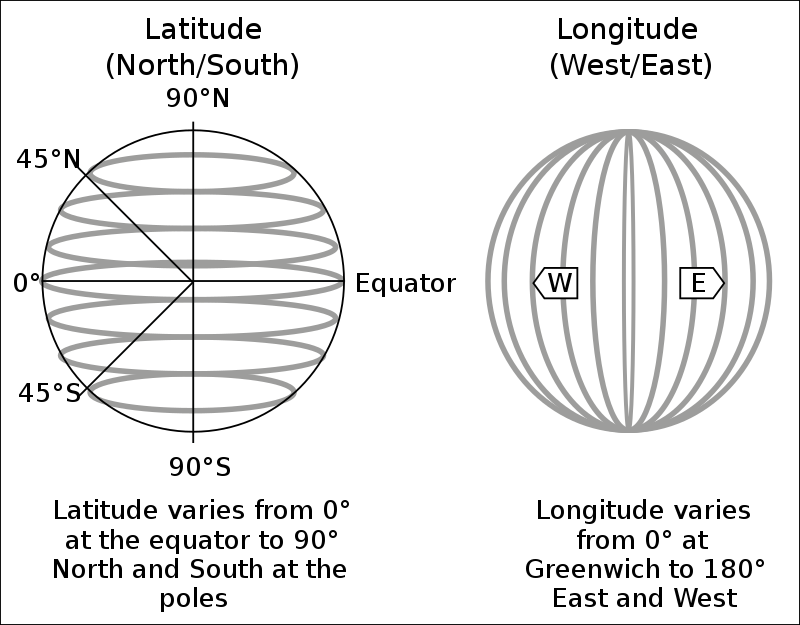 Latitude
(North/South)
90°N
45°N
0°
Equator
45°S
90°S
Latitude varies from 0°
at the equator to 90°
North and South at the
poles
Longitude
(West/East)
W
E
Longitude varies
from 0° at
Greenwich to 180°
East and West